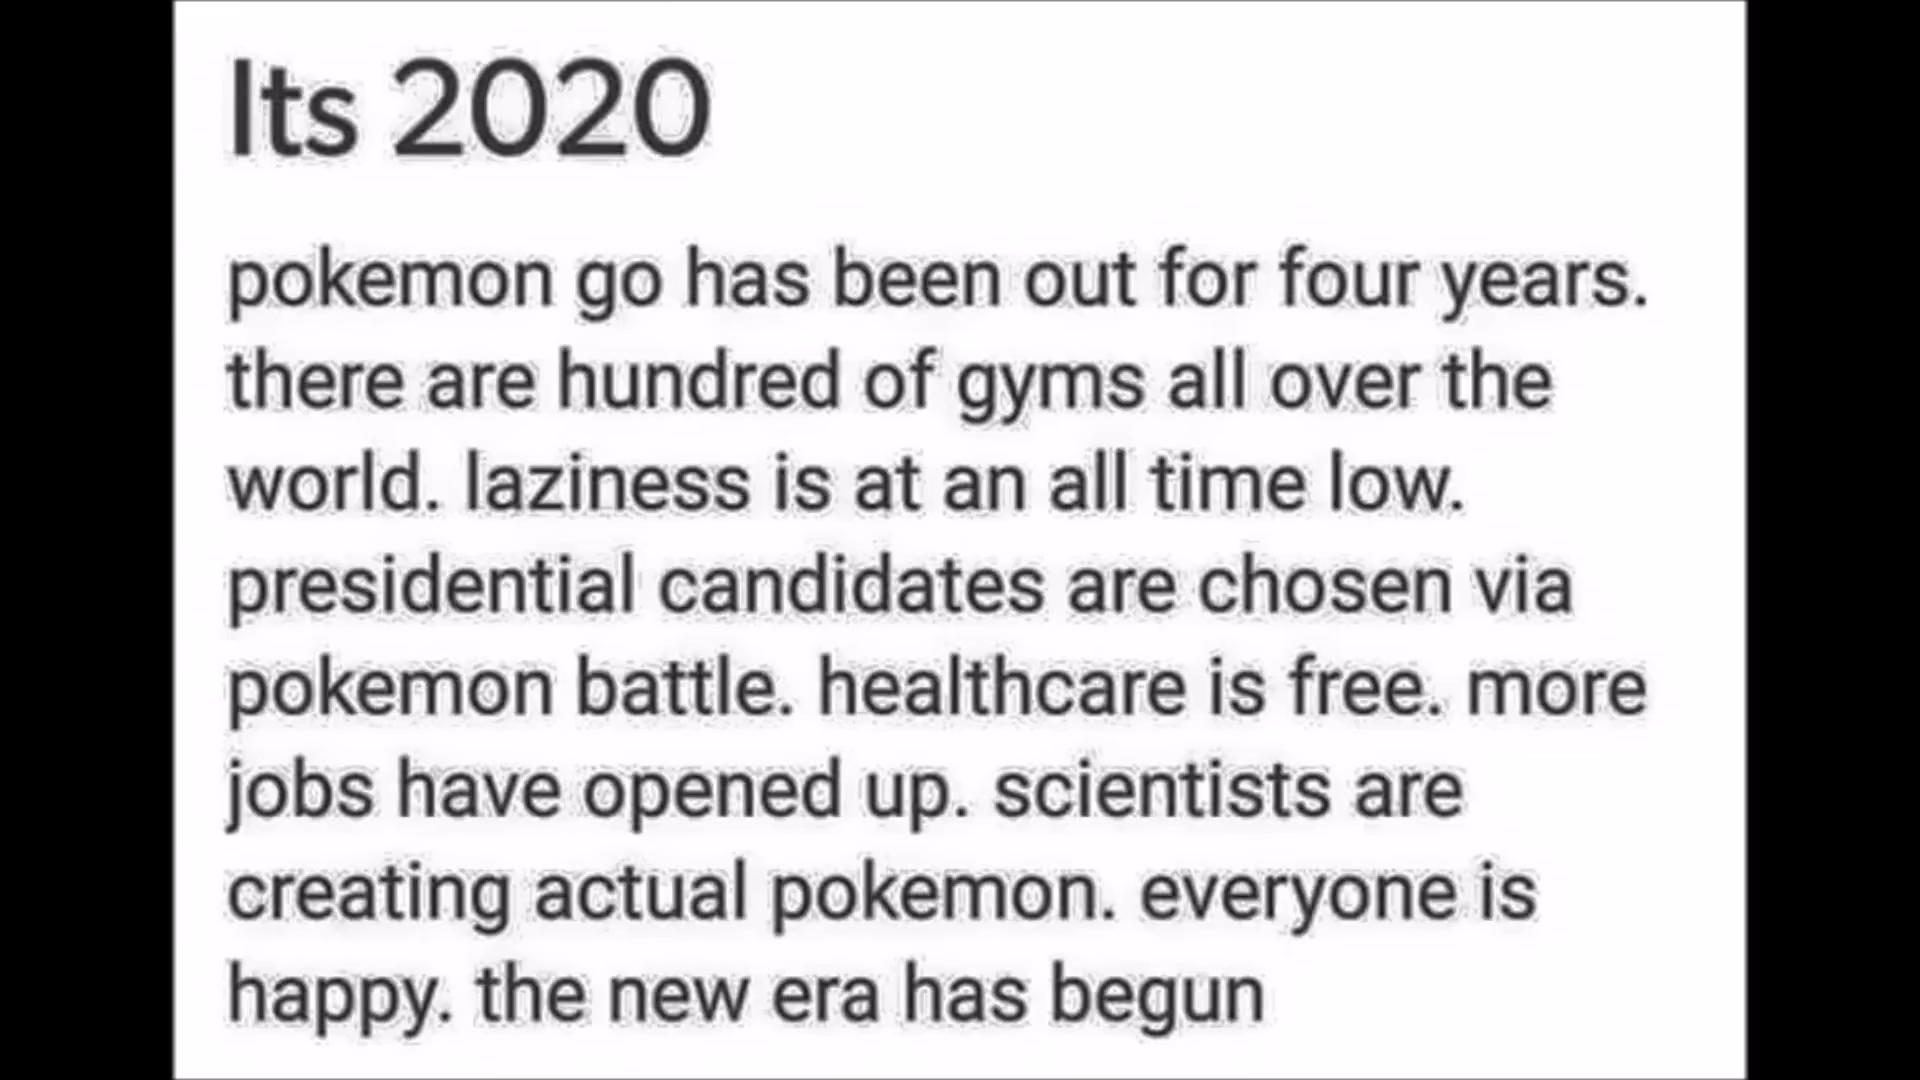 Its 2020
pokemon go has been out for four years.
there are hundred of gyms all over the
world. laziness is at an all time low.
presidential candidates are chosen via
pokemon battle. healthcare is free. more
jobs have opened up. scientists are
creating actual pokemon. everyone is
happy. the new era has begun